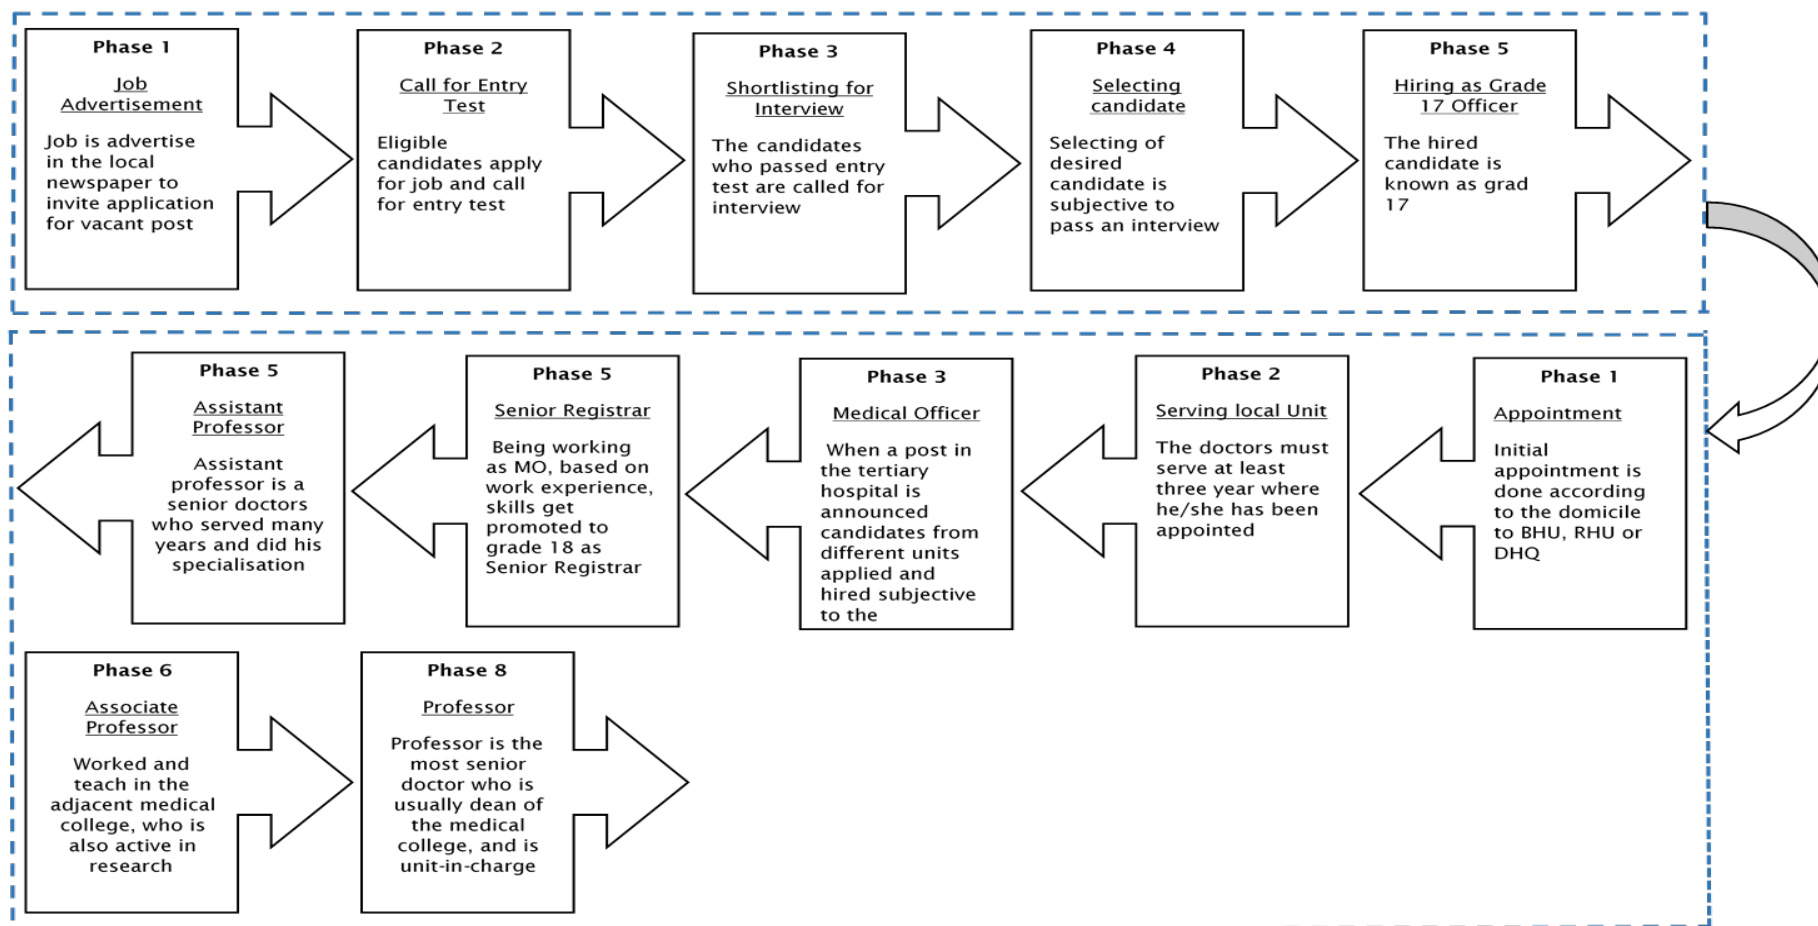 Phase 1
Job
Advertisement
Job is advertise
in the local
newspaper to
invite application
for vacant post
Phase 2
Call for Entry
Test
Eligible
candidates apply
for job and call
for entry test
Phase 3
Shortlisting for
Interview
The candidates
who passed entry
test are called for
interview
Phase 4
Selecting
candidate
Selecting of
desired
candidate is
subjective to
pass an interview
Phase 5
Hiring as Grade
17 Officer
The hired
candidate is
known as grad
17
Phase 1
Appointment
Initial
appointment is
done according
to the domicile
to BHU, RHU or
DHQ
Phase 2
Serving local Unit
The doctors must
serve at least
three year where
he/she has been
appointed
Phase 3
Medical Officer
When a post in
the tertiary
hospital is
announced
candidates from
different units
applied and
hired subjective
to the
Phase 5
Senior Registrar
Being working
as MO, based on
work experience,
skills get
promoted to
grade 18 as
Senior Registrar
Phase 5
Assistant
Professor
Assistant
professor is a
senior doctors
who served many
years and did his
specialisation
Phase 6
Associate
Professor
Worked and
teach in the
adjacent medical
college, who is
also active in
research
Phase 8
Professor
Professor is the
most senior
doctor who is
usually dean of
the medical
college, and is
unit-in-charge